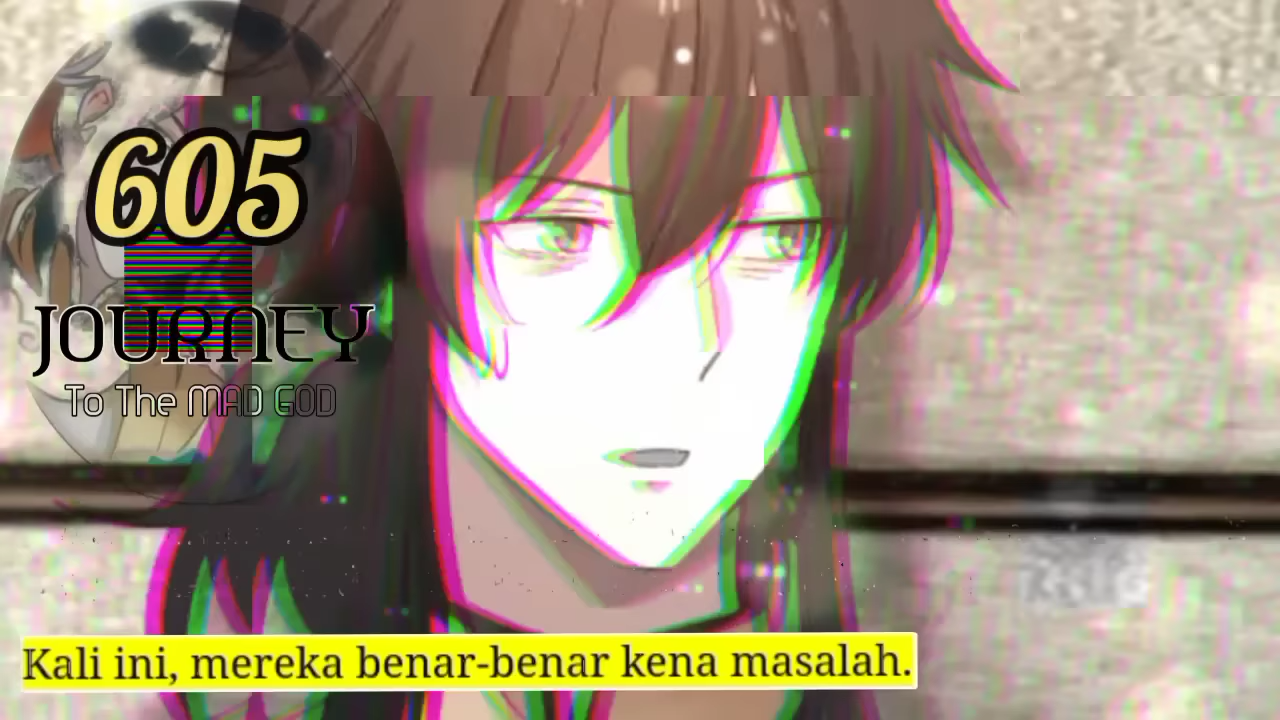 605
JOURNEY
To The MAD GOD
Kali ini, mereka benar-benar kena masalah.